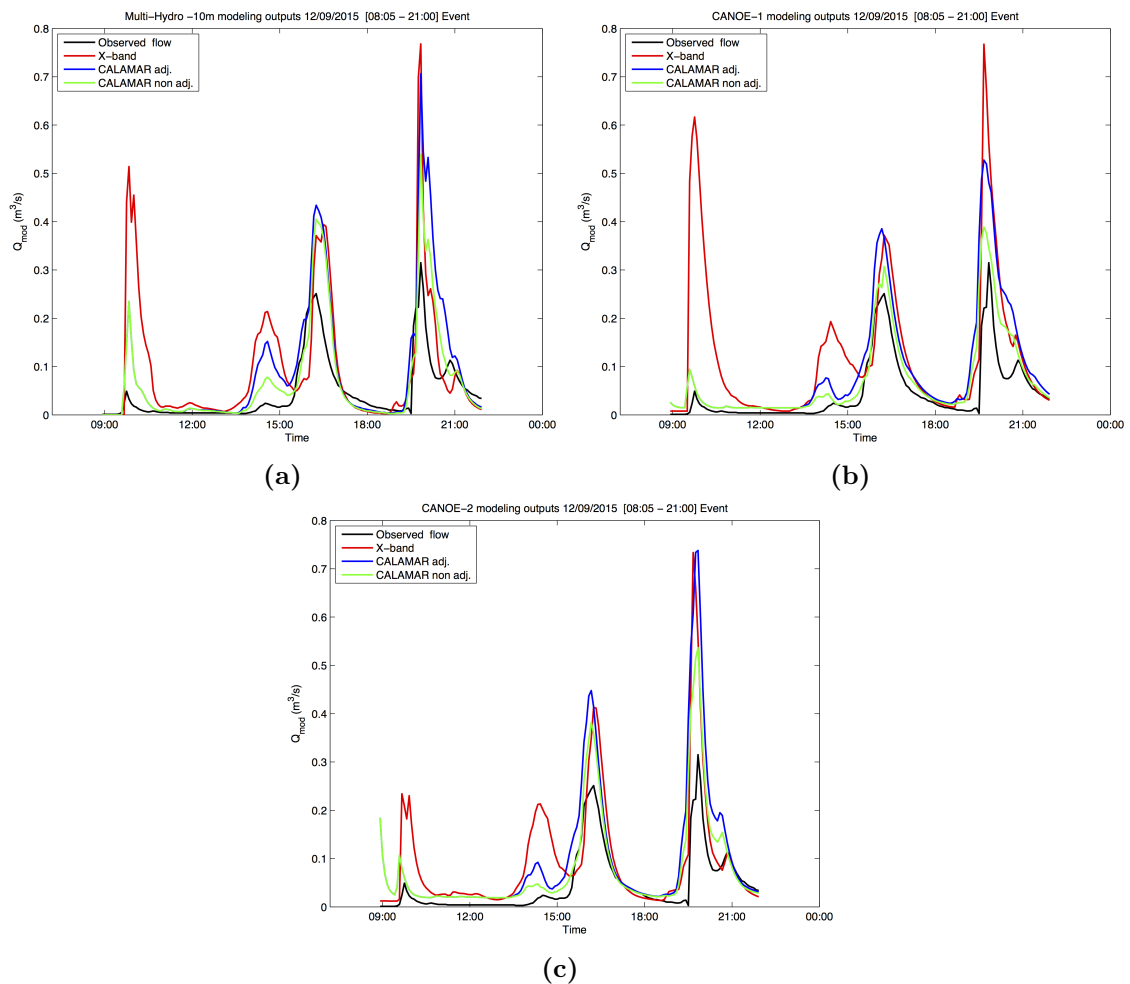 Multi-Hydro -10m modeling outputs 12/09/2015 [08:05 − 21:00] Event
Observed flow
X−band
CALAMAR adj.
CALAMAR non adj.
0.8
0.7
0.6
0.5
0.4
0.3
0.2
0.1
0
Q_mod (m³/s)
09:00 12:00 15:00 18:00 21:00 00:00
Time
(a)
CANOE−1 modeling outputs 12/09/2015 [08:05 − 21:00] Event
Observed flow
X−band
CALAMAR adj.
CALAMAR non adj.
0.8
0.7
0.6
0.5
0.4
0.3
0.2
0.1
0
Q_mod (m³/s)
09:00 12:00 15:00 18:00 21:00 00:00
Time
(b)
CANOE−2 modeling outputs 12/09/2015 [08:05 − 21:00] Event
Observed flow
X−band
CALAMAR adj.
CALAMAR non adj.
0.8
0.7
0.6
0.5
0.4
0.3
0.2
0.1
0
Q_mod (m³/s)
09:00 12:00 15:00 18:00 21:00 00:00
Time
(c)